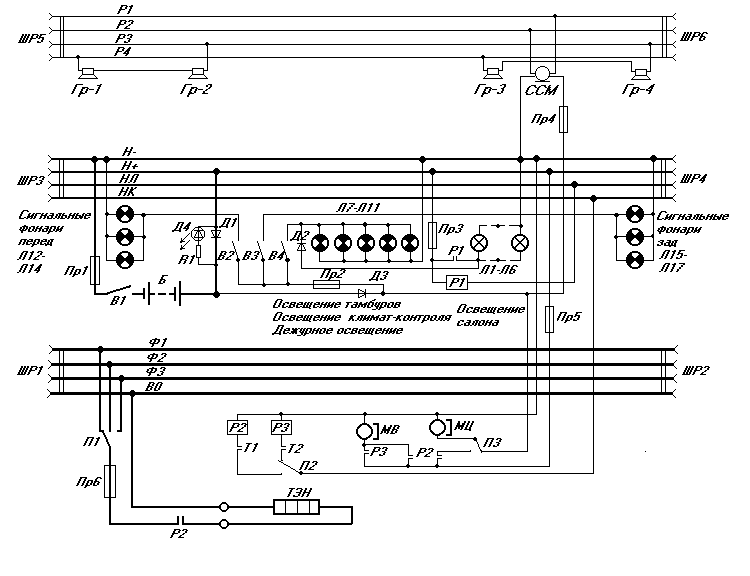 Р1
Р2
Р3
Р4
ШР5
ШР6
Гр-1
Гр-2
Гр-3
Гр-4
ССМ
Пр4
Н-
Н+
НЛ
НК
ШР3
ШР4
Сигнальные
фонари
перед
Л12-
Л14
Пр1
В1
Б
Д4
Д1
R1
В2
В3
В4
Д2
Л7-Л11
Пр2
Д3
Пр3
Р1
Л1-Л6
Р1
Сигнальные
фонари
зад
Л15-
Л17
Освещение тамбуров
Освещение климат-контроля
Дежурное освещение
Освещение
салона
Пр5
Ф1
Ф2
Ф3
ВО
ШР1
ШР2
П1
Пр6
Р2
Р3
Т1
Т2
П2
МВ
МЦ
Р3
Р2
П3
ТЭН
Р2